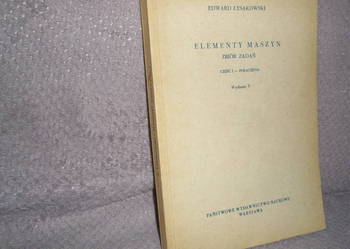 EDWARD ŁYSAKOWSKI
ELEMENTY MASZYN
ZBIÓR ZADAŃ
CZĘŚĆ I — POŁĄCZENIA
Wydanie V
PAŃSTWOWE WYDAWNICTWO NAUKOWE
WARSZAWA